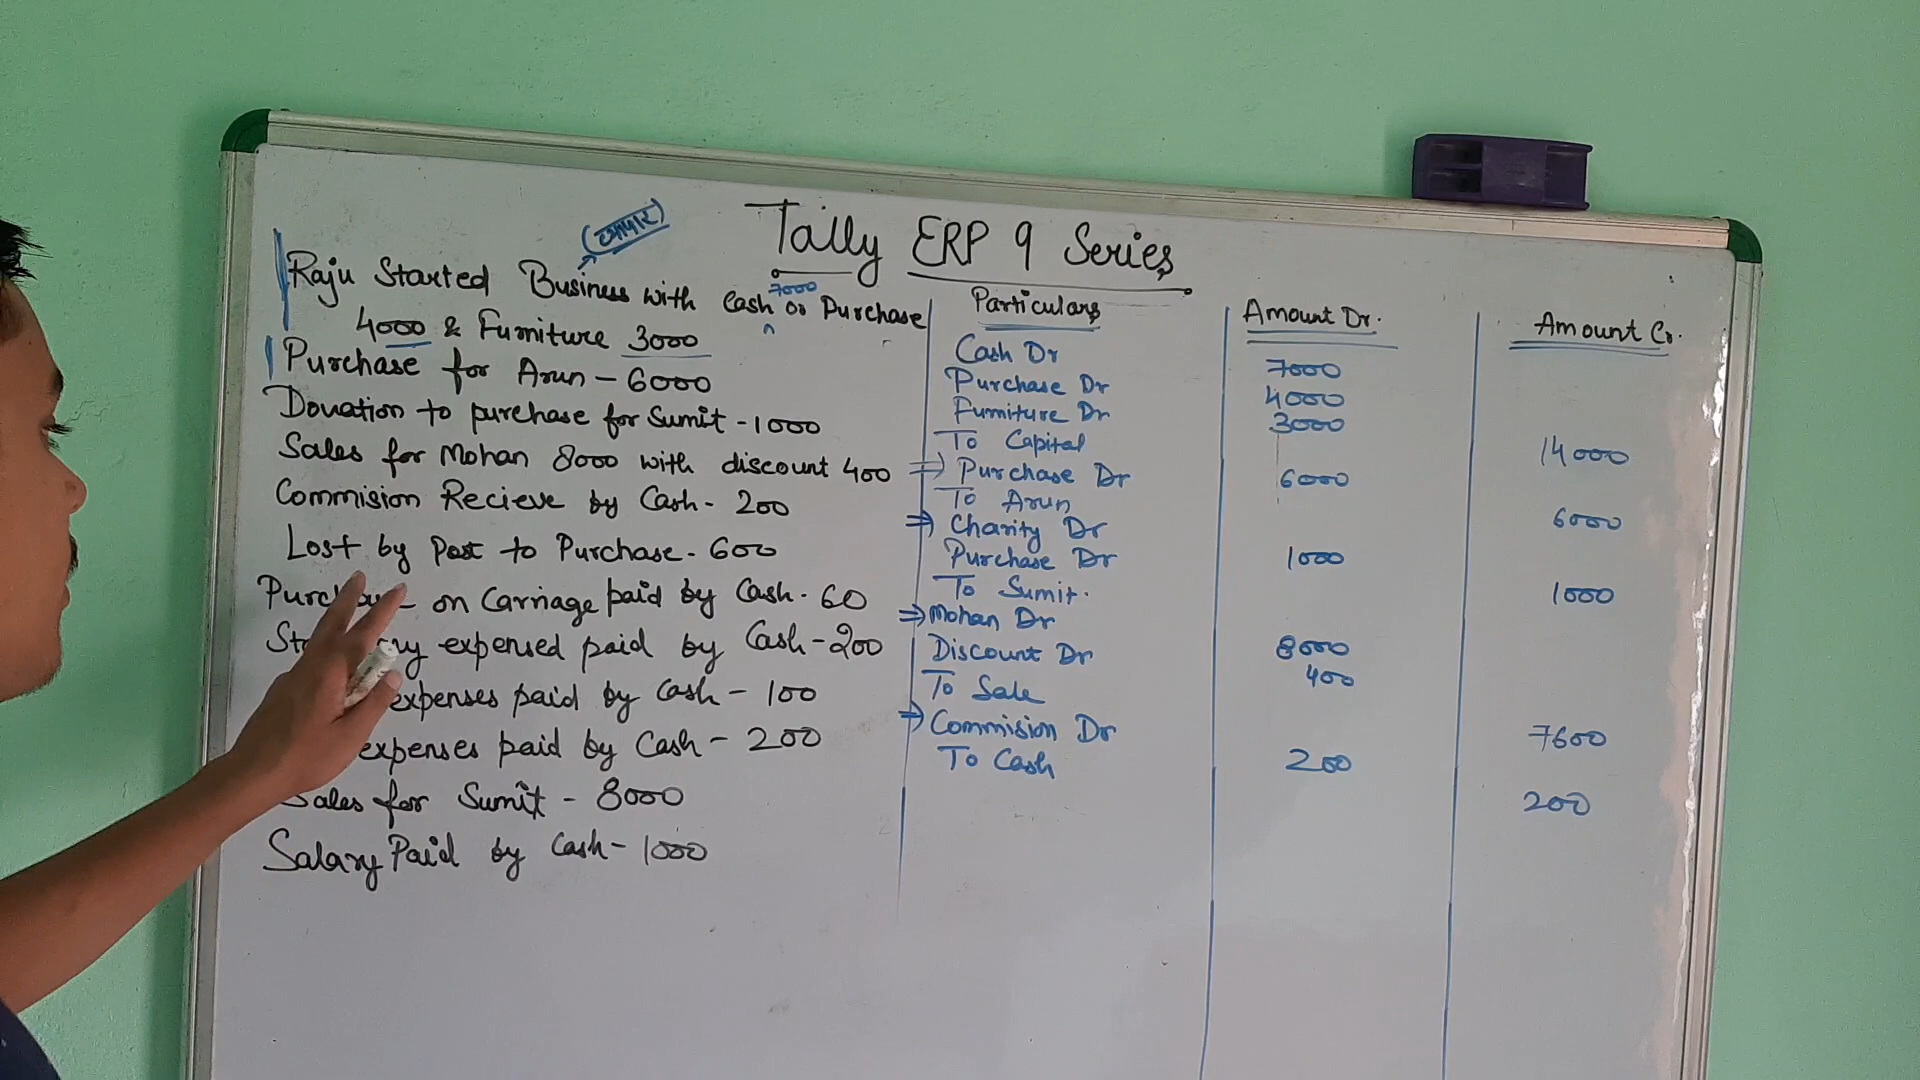 Tally ERP 9 Series
(व्यापार)
Raju Started Business with Cash 7000 or Purchase
4000 & Furniture 3000
Purchase for Arun - 6000
Donation to purchase for Sumit - 1000
Sales for Mohan 8000 with discount 400
Commision Recieve by Cash - 200
Lost by Post to Purchase - 600
on Carriage paid by Cash - 60
expensed paid by Cash - 200
expenses paid by Cash - 100
expenses paid by Cash - 200
Sales for Sumit - 8000
Salary Paid by Cash - 1000
Particulars Amount Dr. Amount Cr.
Cash Dr 7000
Purchase Dr 4000
Furniture Dr 3000
To Capital 14000
⇒ Purchase Dr 6000
To Arun 6000
⇒ Charity Dr
Purchase Dr 1000
To Sumit. 1000
⇒ Mohan Dr 8000
Discount Dr 400
To Sale 7600
⇒ Commision Dr 200
To Cash 200